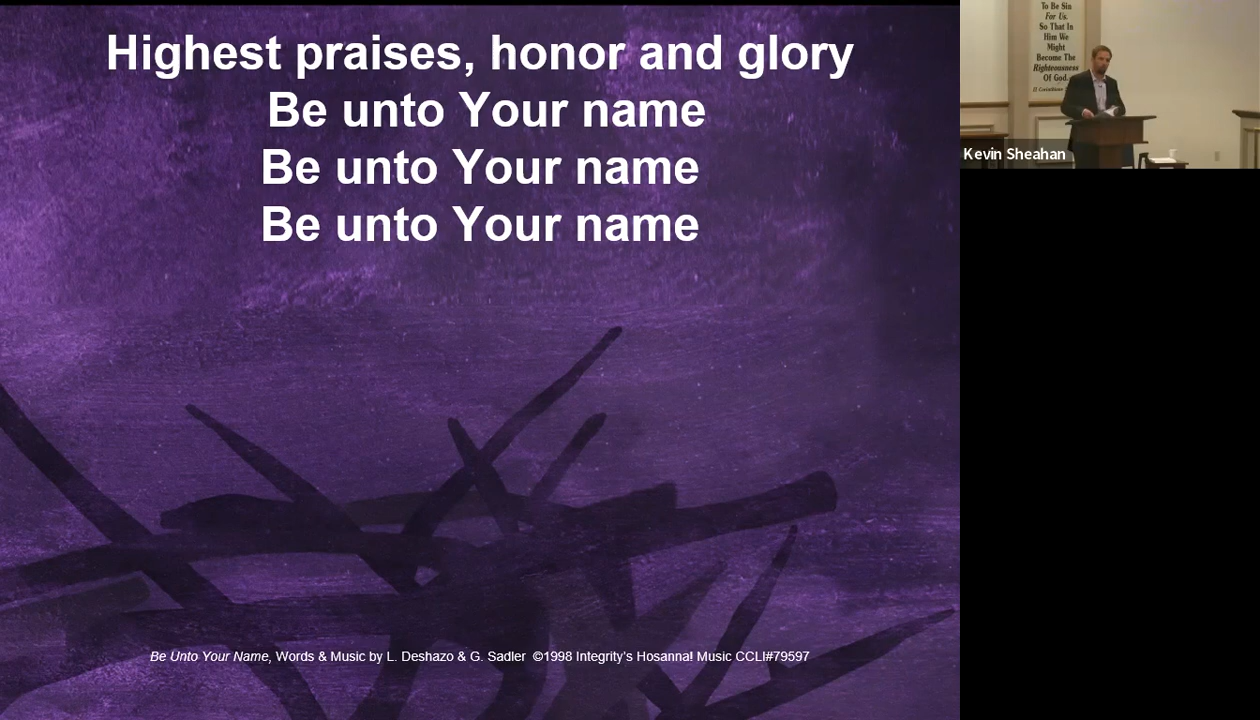 Highest praises, honor and glory
Be unto Your name
Be unto Your name
Be unto Your name
Be Unto Your Name, Words & Music by L. Deshazo & G. Sadler ©1998 Integrity's Hosanna! Music CCLI#79597
To Be Sin
For Us.
So That In
Him We
Might
Become The
Righteousness
Of God.
II Corinthians
Kevin Sheahan